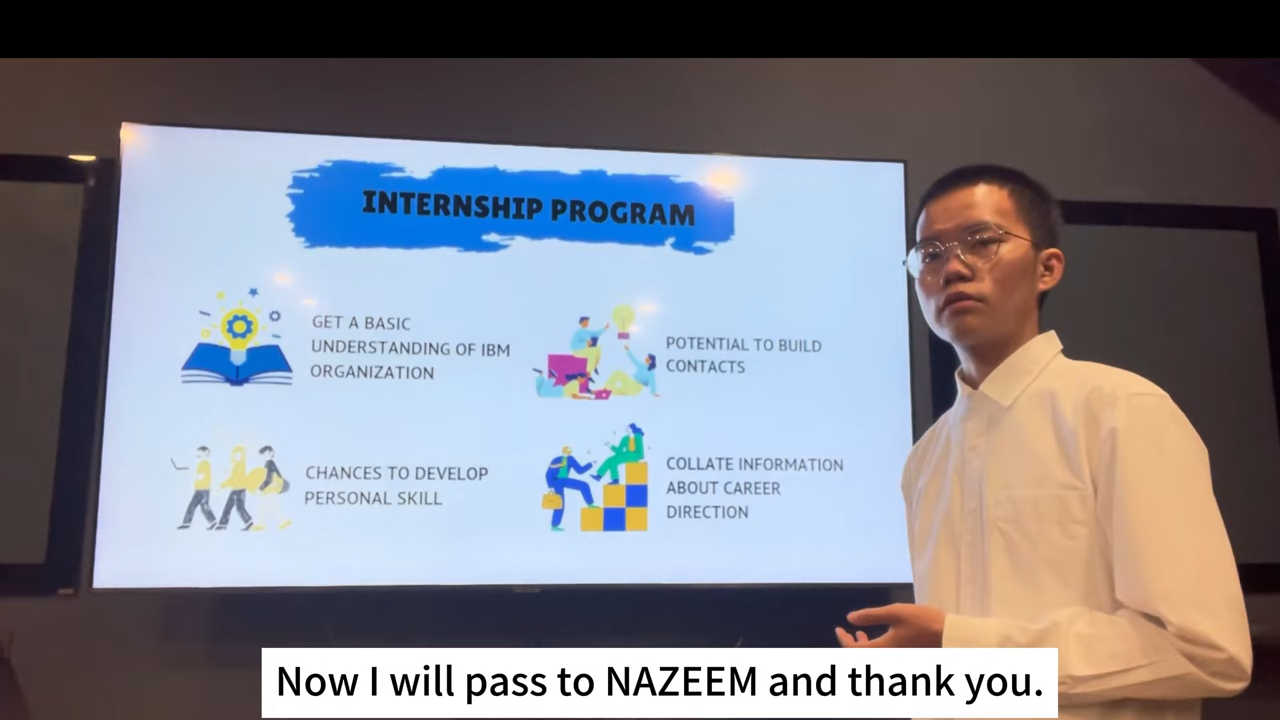 INTERNSHIP PROGRAM
GET A BASIC
UNDERSTANDING OF IBM
ORGANIZATION
POTENTIAL TO BUILD
CONTACTS
CHANCES TO DEVELOP
PERSONAL SKILL
COLLATE INFORMATION
ABOUT CAREER
DIRECTION
Now I will pass to NAZEEM and thank you.